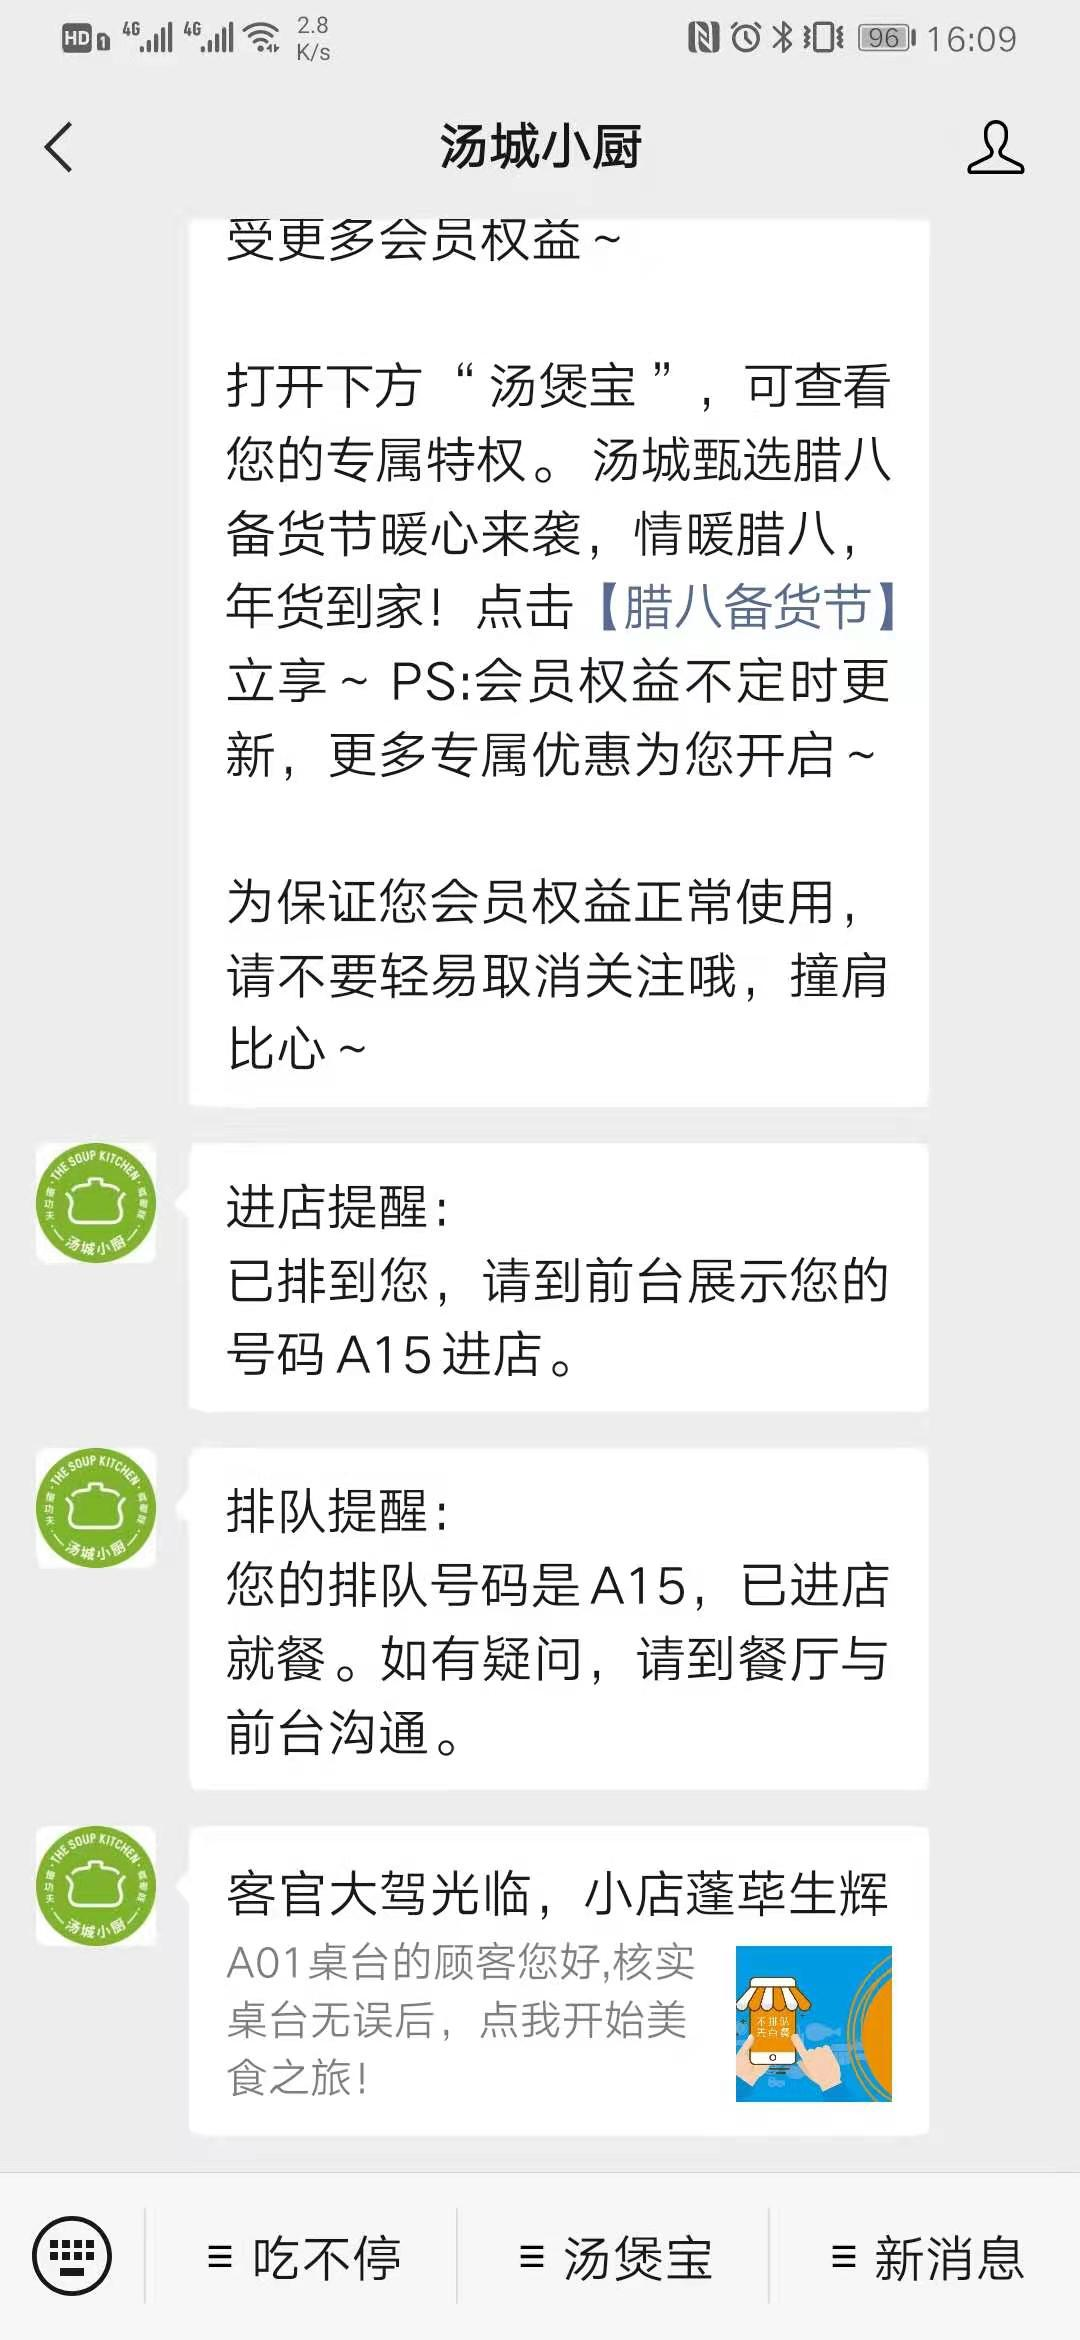 HD 1 4G 4G 2.8 K/s 96 16:09
汤城小厨
受更多会员权益~
打开下方“汤煲宝”，可查看
您的专属特权。汤城甄选腊八
备货节暖心来袭，情暖腊八，
年货到家！点击【腊八备货节】
立享~ PS:会员权益不定时更
新，更多专属优惠为您开启~
为保证您会员权益正常使用，
请不要轻易取消关注哦，撞肩
比心~
THE SOUP KITCHEN
汤城小厨
进店提醒：
已排到您，请到前台展示您的
号码A15进店。
THE SOUP KITCHEN
汤城小厨
排队提醒：
您的排队号码是A15，已进店
就餐。如有疑问，请到餐厅与
前台沟通。
THE SOUP KITCHEN
汤城小厨
客官大驾光临，小店蓬荜生辉
A01桌台的顾客您好,核实
桌台无误后，点我开始美
食之旅！
不排队
去点餐
吃不停
汤煲宝
新消息